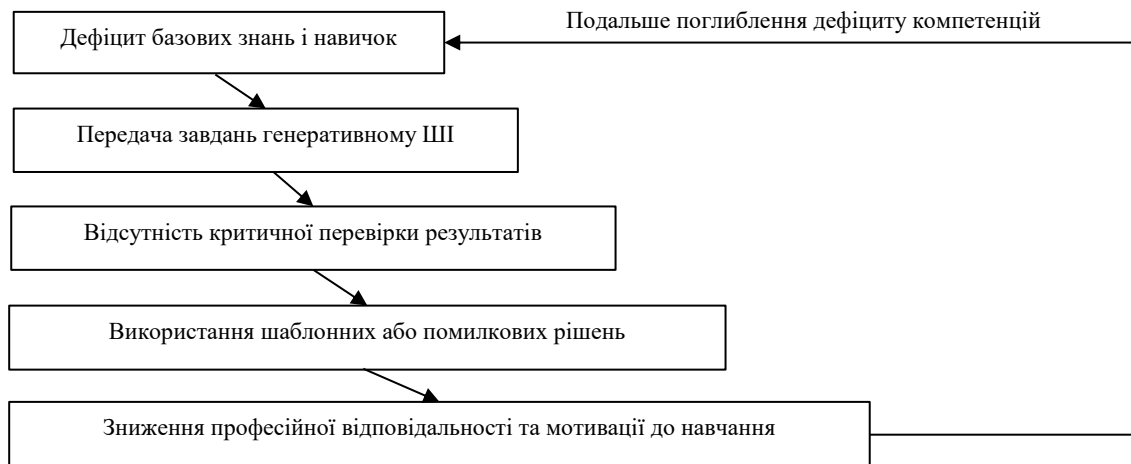 Подальше поглиблення дефіциту компетенцій
Дефіцит базових знань і навичок
Передача завдань генеративному ШІ
Відсутність критичної перевірки результатів
Використання шаблонних або помилкових рішень
Зниження професійної відповідальності та мотивації до навчання